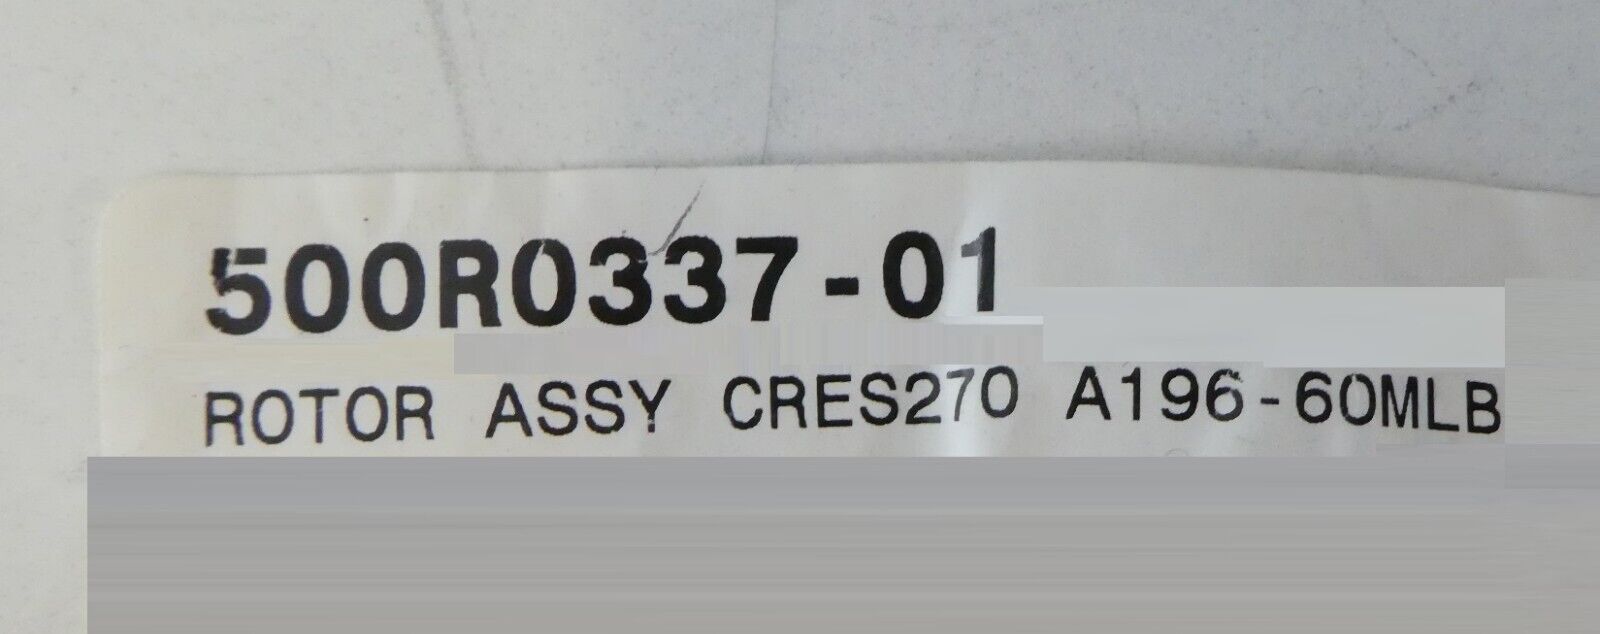 500R0337-01
ROTOR ASSY CRES270 A196-60MLB